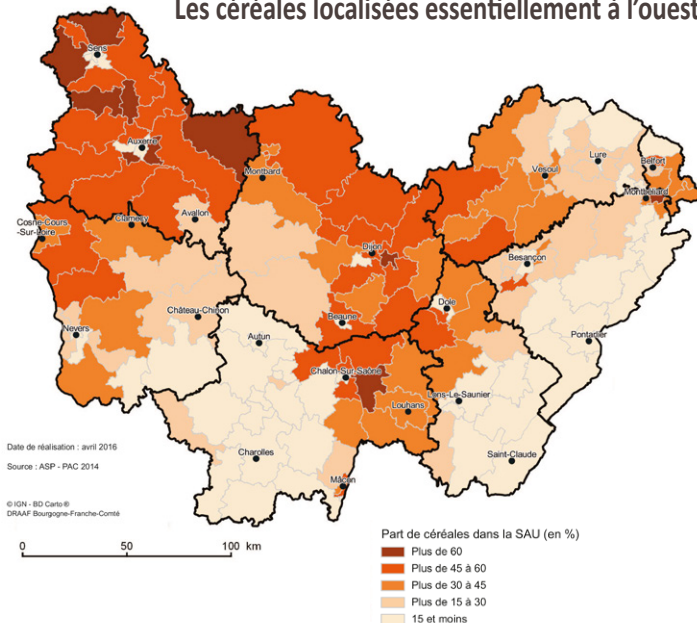 Les céréales localisées essentiellement à l'ouest
Sens
Auxerre
Montbard
Vesoul
Lure
Belfort
Montbéliard
Avallon
Cosne-Cours
-Sur-Loire
Clamecy
Dijon
Besançon
Château-Chinon
Beaune
Dole
Nevers
Autun
Pontarlier
Chalon-Sur-Saône
Lons-Le-Saunier
Louhans
Date de réalisation : avril 2016
Charolles
Saint-Claude
Source : ASP - PAC 2014
Mâcon
© IGN - BD Carto®
DRAAF Bourgogne-Franche-Comté
0 50 100 km
Part de céréales dans la SAU (en %)
Plus de 60
Plus de 45 à 60
Plus de 30 à 45
Plus de 15 à 30
15 et moins